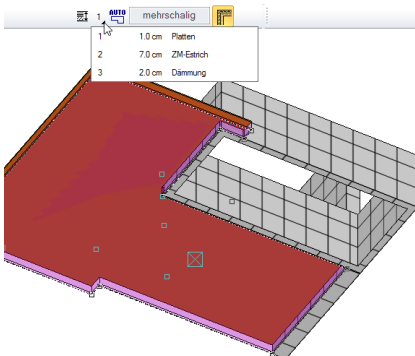 1 AUTO mehrschalig
1 1.0 cm Platten
2 7.0 cm ZM-Estrich
3 2.0 cm Dämmung